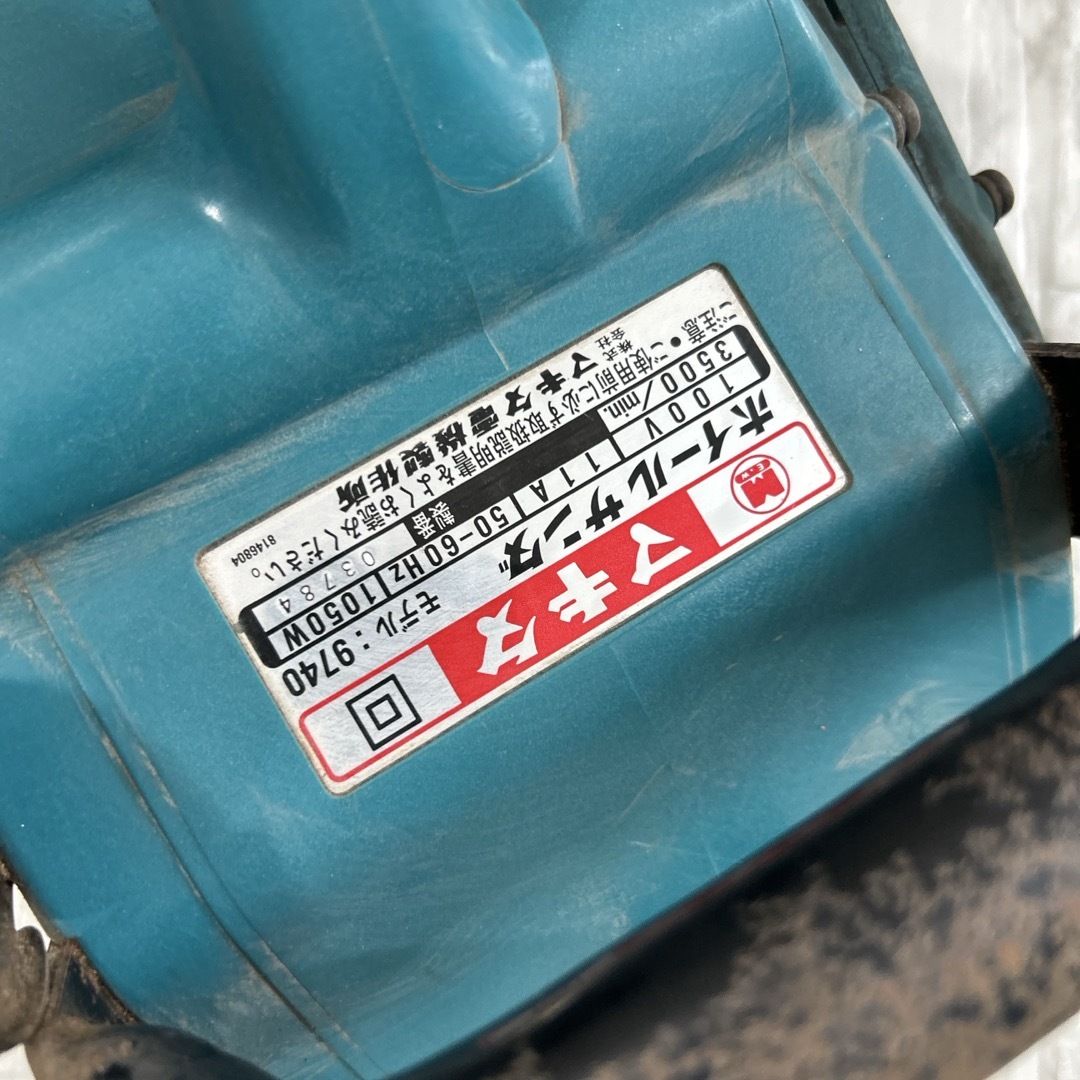 マキタ
ホイールサンダ モデル：9740
100V 11A 50-60Hz 1050W
3500/min. 製番 03784
ご注意•ご使用前に必ず取扱説明書をよくお読みください。
株式会社 マキタ電機製作所
8146804